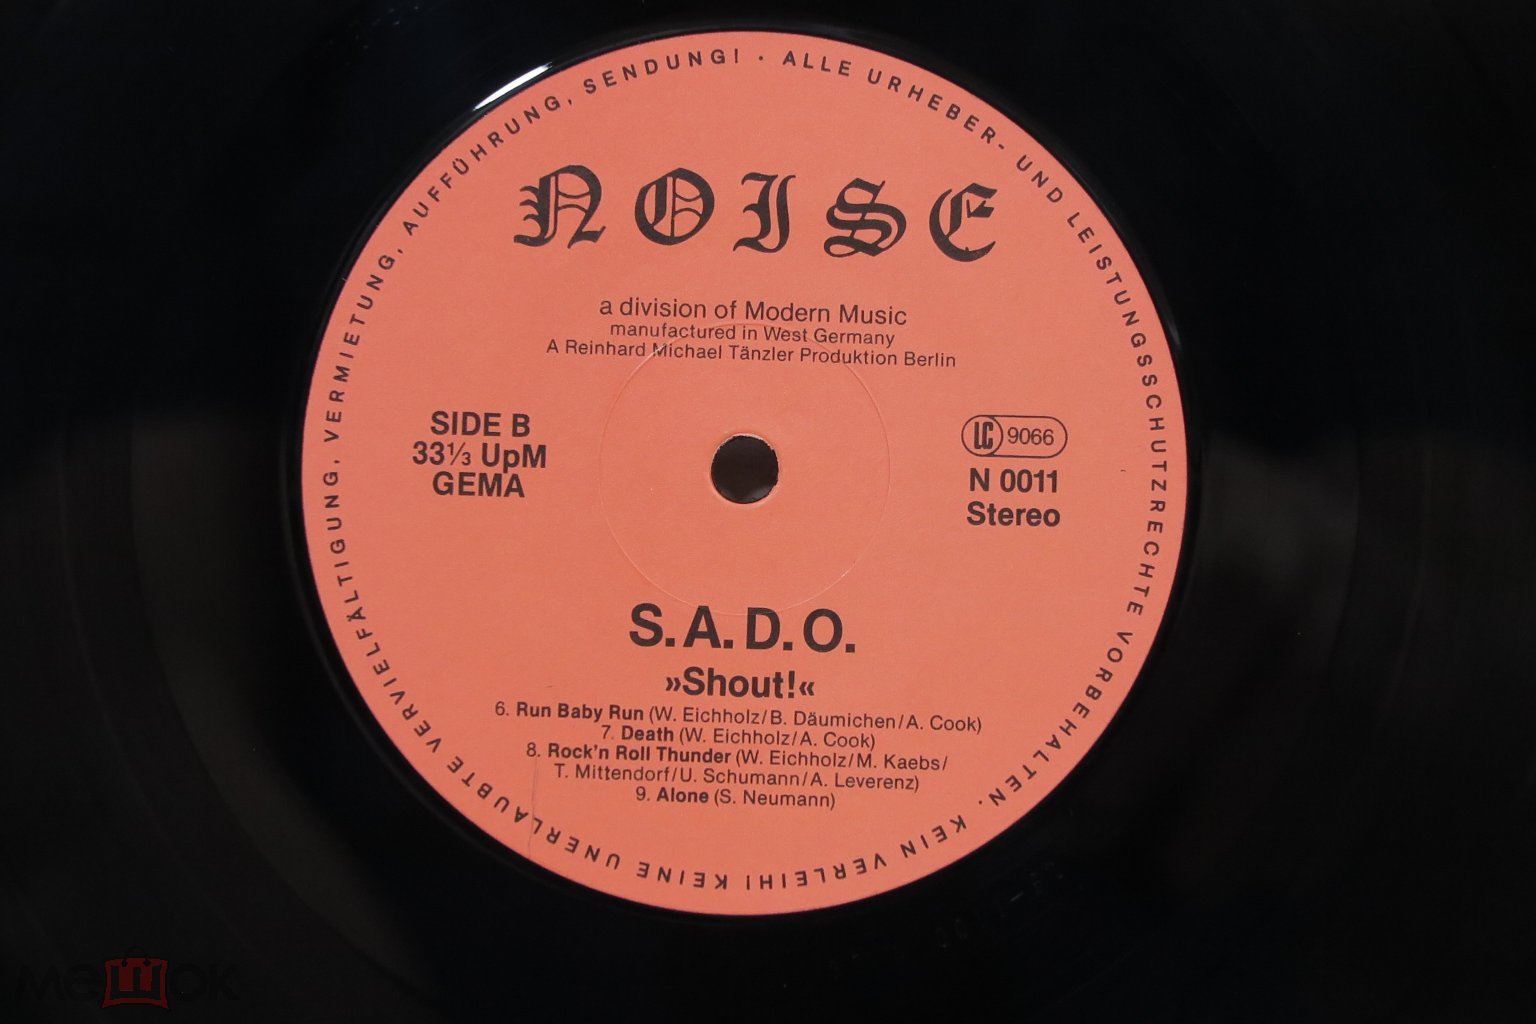 ALLE URHEBER- UND LEISTUNGSSCHUTZRECHTE VORBEHALTEN. KEIN VERLEIH! KEINE UNERLAUBTE VERVIELFÄLTIGUNG, VERMIETUNG, AUFFÜHRUNG, SENDUNG! ·
NOISE
a division of Modern Music
manufactured in West Germany
A Reinhard Michael Tänzler Produktion Berlin
SIDE B
33⅓ UpM
GEMA
LC 9066
N 0011
Stereo
S.A.D.O.
»Shout!«
6. Run Baby Run (W. Eichholz/B. Däumichen/A. Cook)
7. Death (W. Eichholz/A. Cook)
8. Rock'n Roll Thunder (W. Eichholz/M. Kaebs/
T. Mittendorf/U. Schumann/A. Leverenz)
9. Alone (S. Neumann)
мешок